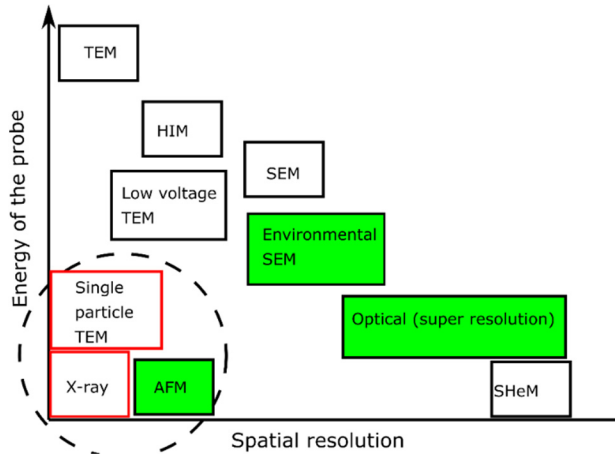 TEM
HIM
SEM
Low voltage
TEM
Environmental
SEM
Single
particle
TEM
Optical (super resolution)
X-ray
AFM
SHeM
Energy of the probe
Spatial resolution